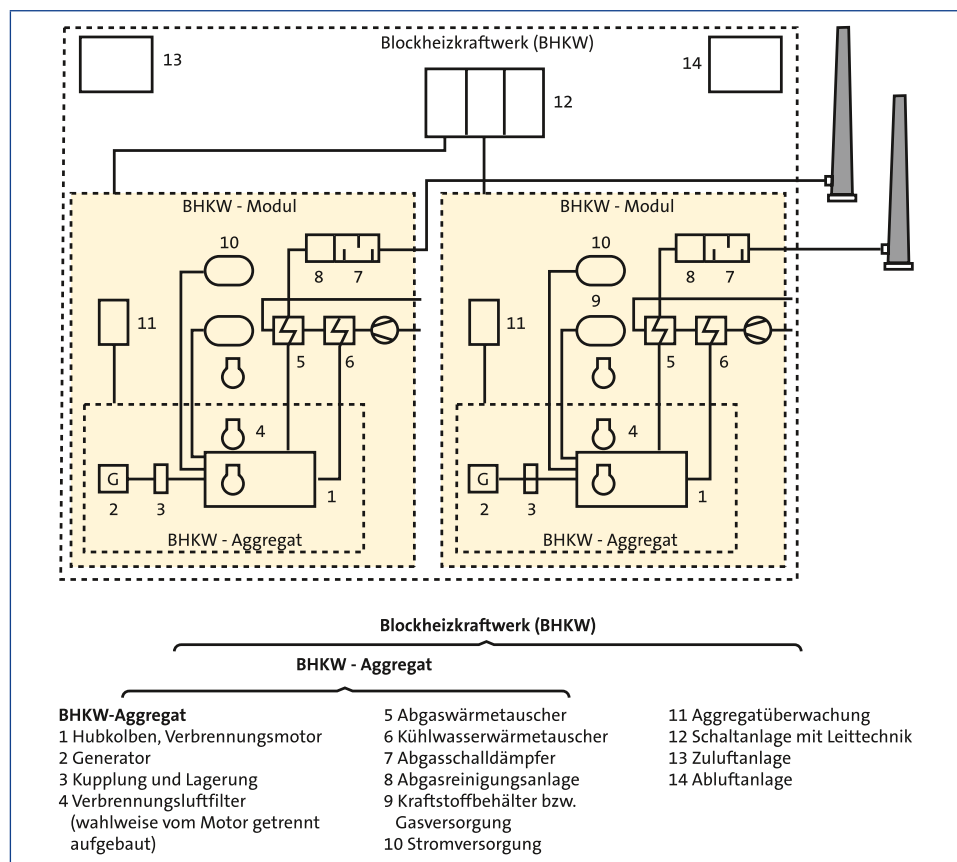 Blockheizkraftwerk (BHKW)
13
14
12
BHKW - Modul
10
8 7
11
5 6
4
G
2 3 1
BHKW - Aggregat
BHKW - Modul
10
8 7
9
11
5 6
4
G
2 3 1
BHKW - Aggregat
Blockheizkraftwerk (BHKW)
BHKW - Aggregat
BHKW-Aggregat
1 Hubkolben, Verbrennungsmotor
2 Generator
3 Kupplung und Lagerung
4 Verbrennungsluftfilter
(wahlweise vom Motor getrennt
aufgebaut)
5 Abgaswärmetauscher
6 Kühlwasserwärmetauscher
7 Abgasschalldämpfer
8 Abgasreinigungsanlage
9 Kraftstoffbehälter bzw.
Gasversorgung
10 Stromversorgung
11 Aggregatüberwachung
12 Schaltanlage mit Leittechnik
13 Zuluftanlage
14 Abluftanlage